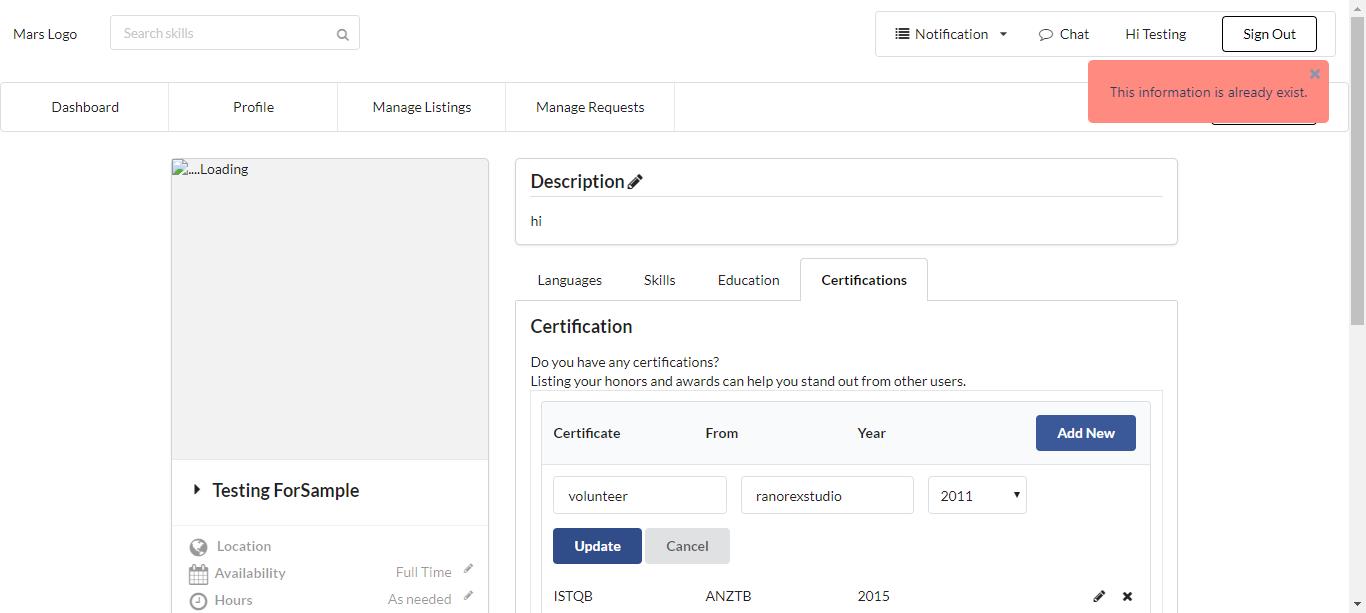 Mars Logo
Search skills
Notification
Chat
Hi Testing
Sign Out
This information is already exist.
Dashboard
Profile
Manage Listings
Manage Requests
....Loading
Description
hi
Languages
Skills
Education
Certifications
Certification
Do you have any certifications?
Listing your honors and awards can help you stand out from other users.
Certificate From Year Add New
volunteer ranorexstudio 2011
Update Cancel
ISTQB ANZTB 2015
Testing ForSample
Location
Availability Full Time
Hours As needed